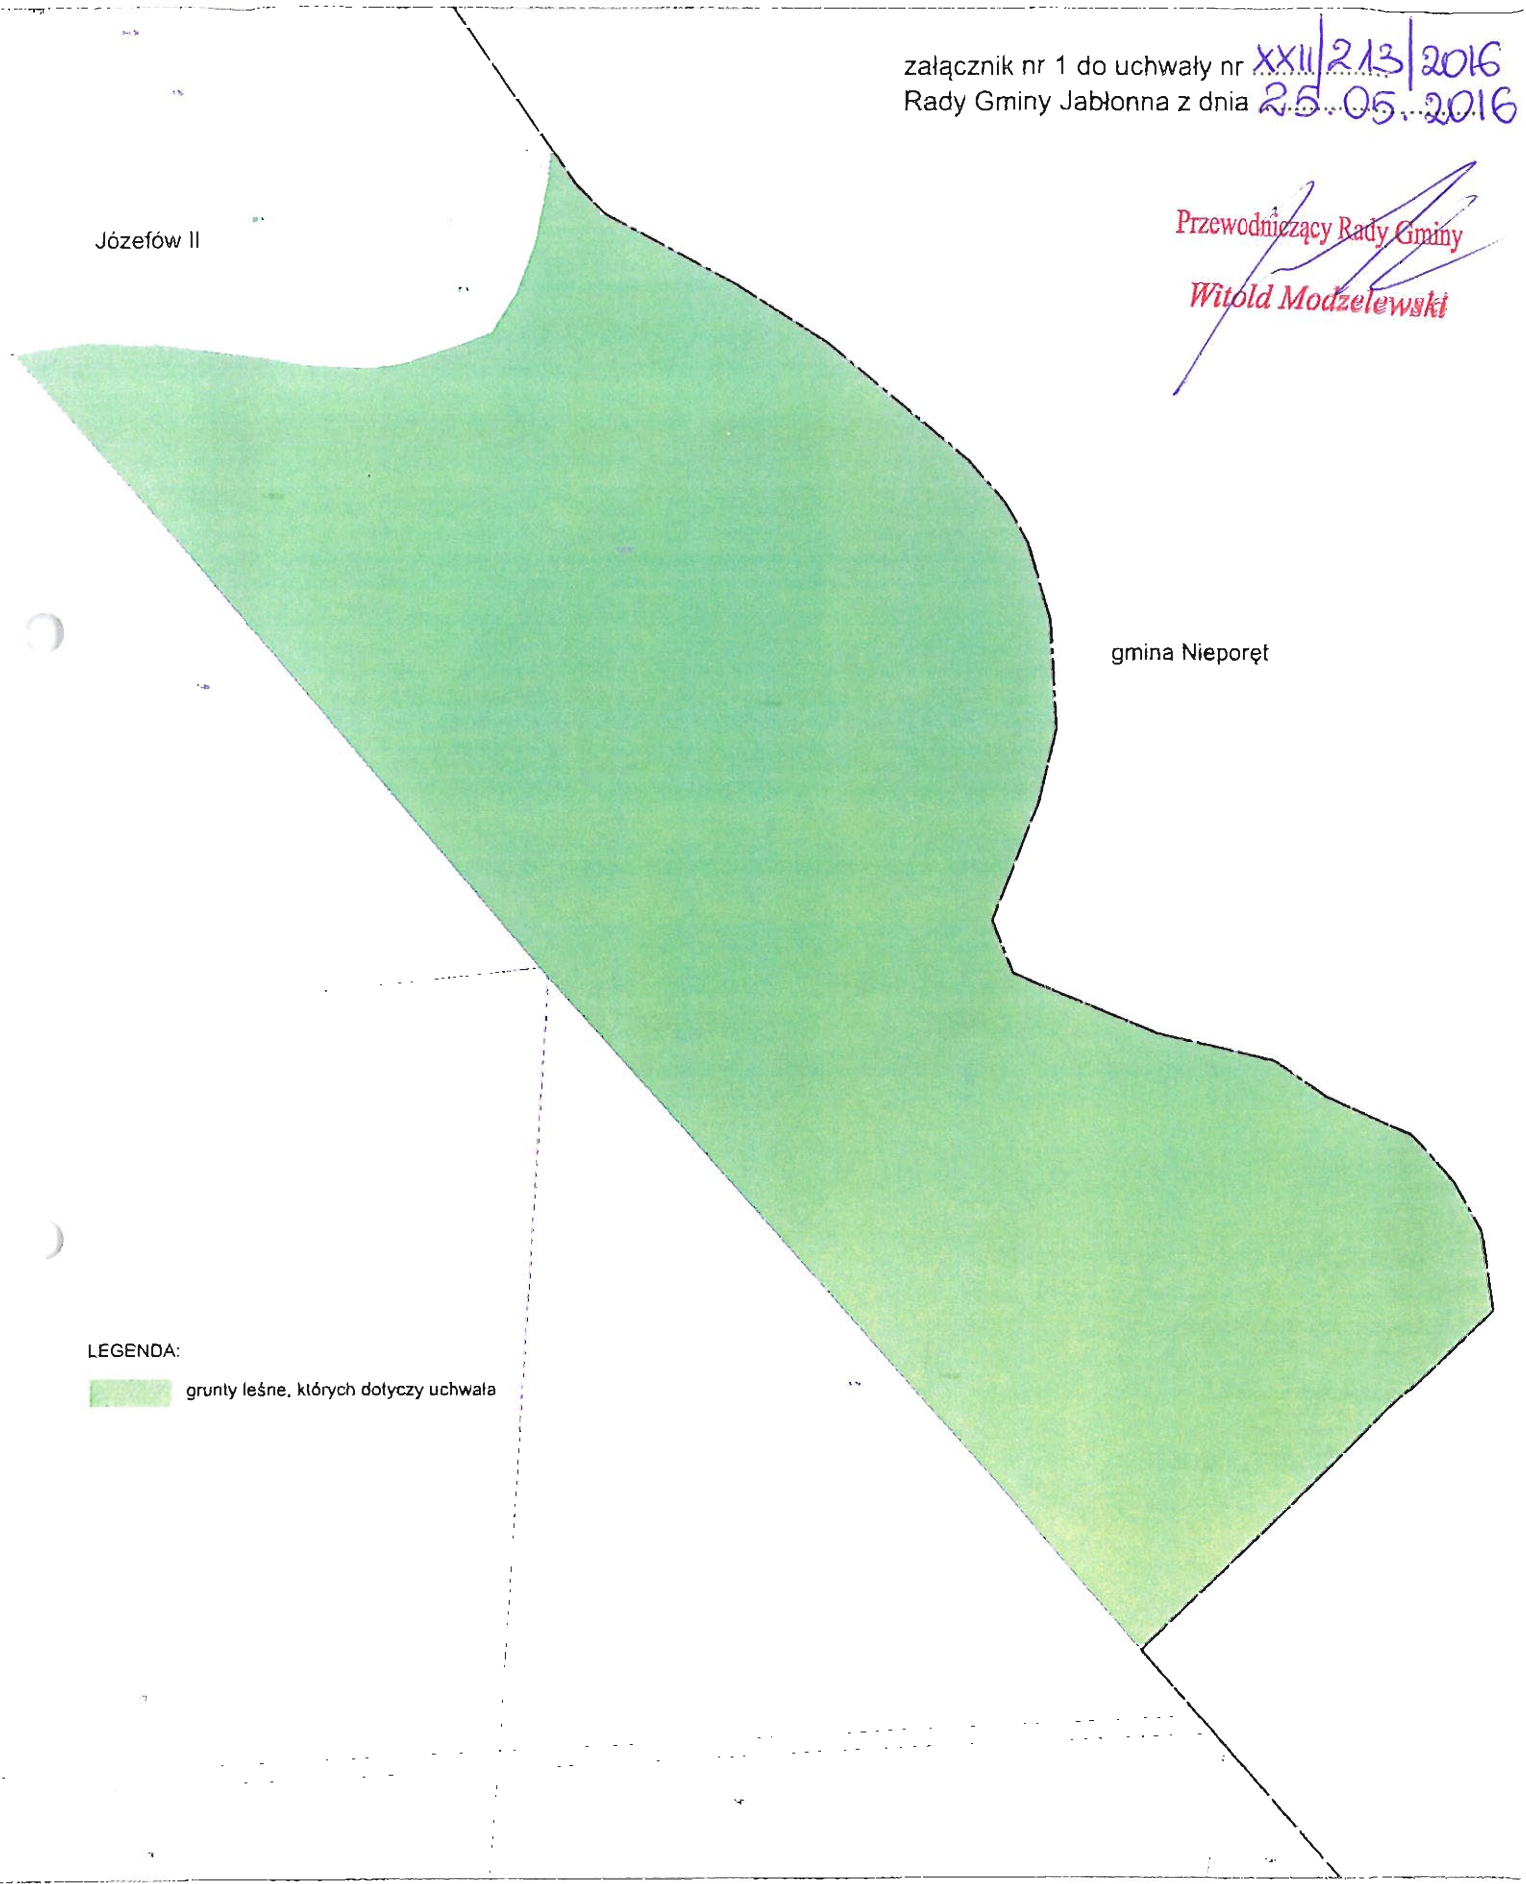 załącznik nr 1 do uchwały nr XXII/213/2016
Rady Gminy Jabłonna z dnia 25.05.2016
Przewodniczący Rady Gminy
Witold Modzelewski
Józefów II
gmina Nieporęt
LEGENDA:
grunty leśne, których dotyczy uchwała